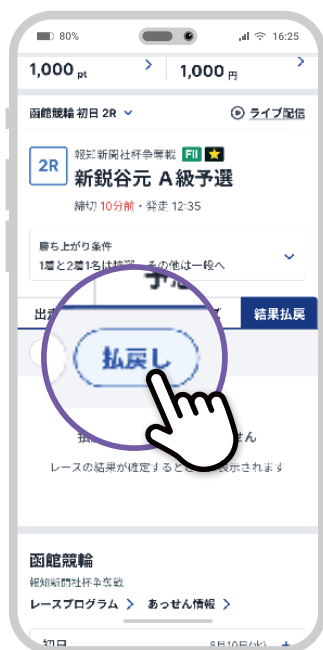 80% 16:25
1,000 pt 1,000 円
函館競輪 初日 2R ライブ配信
報知新聞社杯争奪戦 FII
2R 新鋭谷元 A級予選
締切 10分前・発走 12:35
勝ち上がり条件
1着と2着1名は その他は一般へ
結果払戻
払戻し
レースの結果が確定すると 表示されます
函館競輪
報知新聞社杯争奪戦
レースプログラム あっせん情報
初日 8月10日(水)